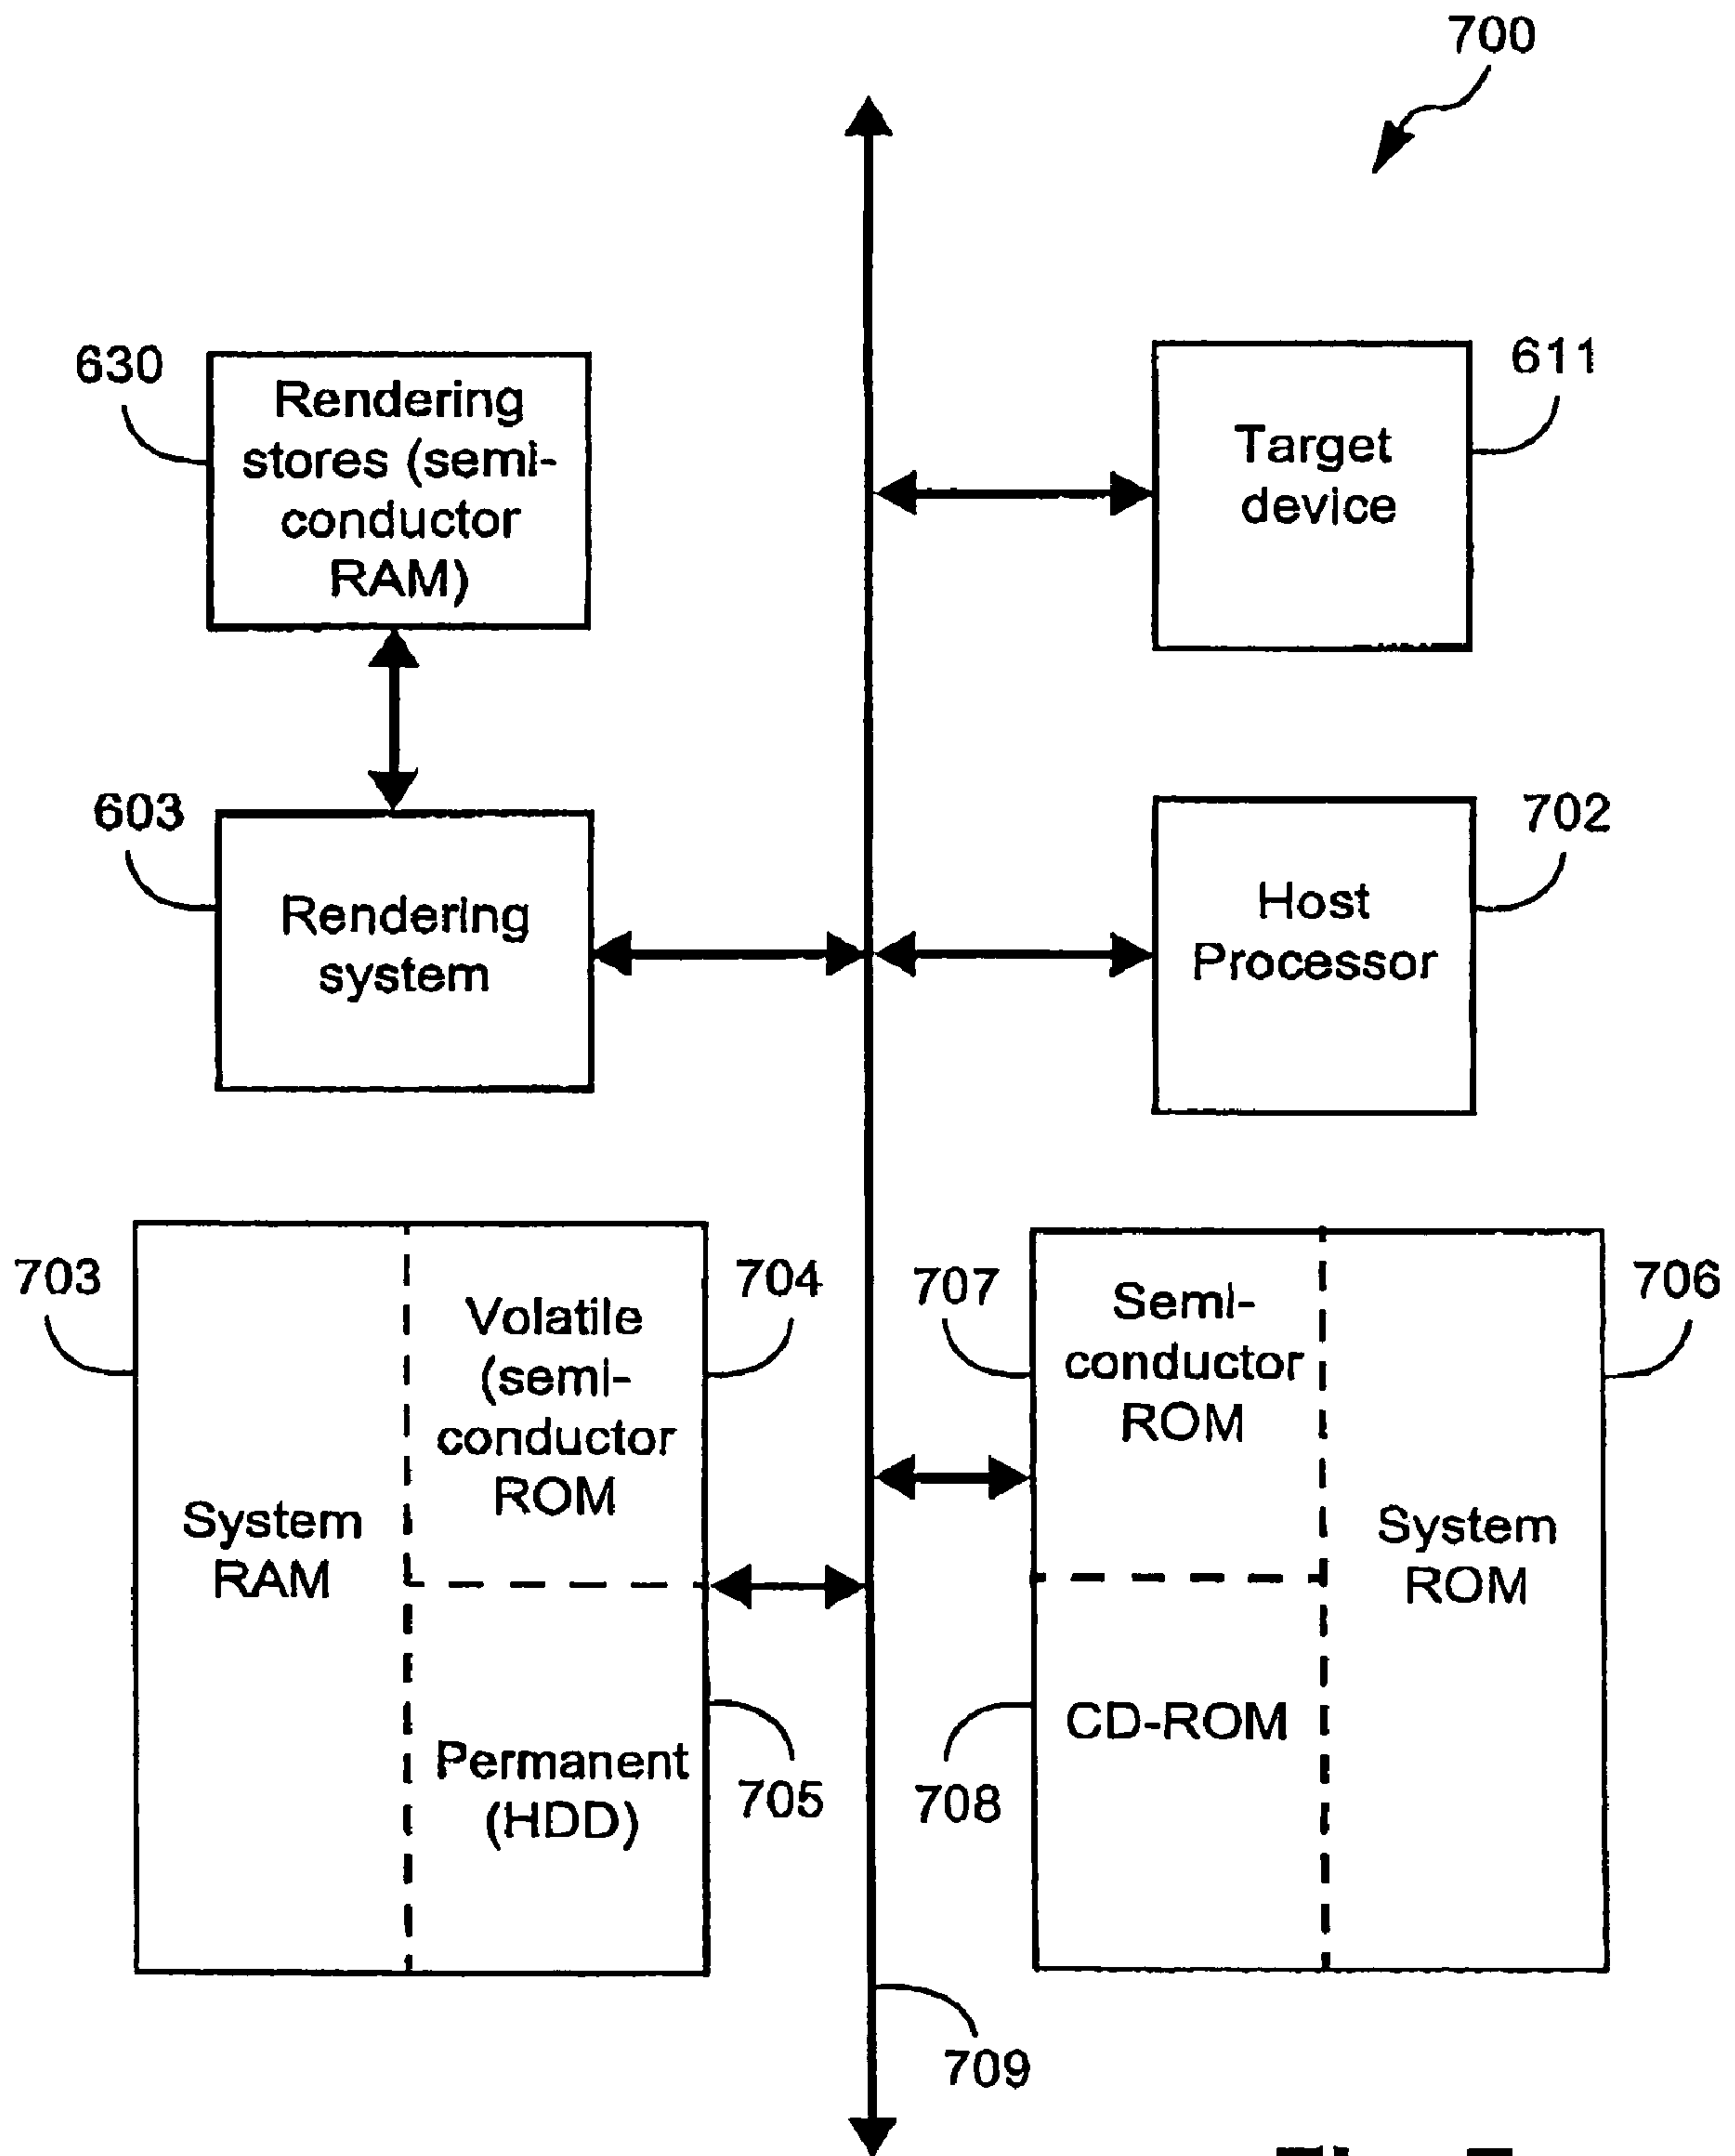 700
630
Rendering
stores (semi-
conductor
RAM)
611
Target
device
603
Rendering
system
702
Host
Processor
703
System
RAM
704
Volatile
(semi-
conductor
ROM
705
Permanent
(HDD)
707
Semi-
conductor
ROM
706
System
ROM
708
CD-ROM
709